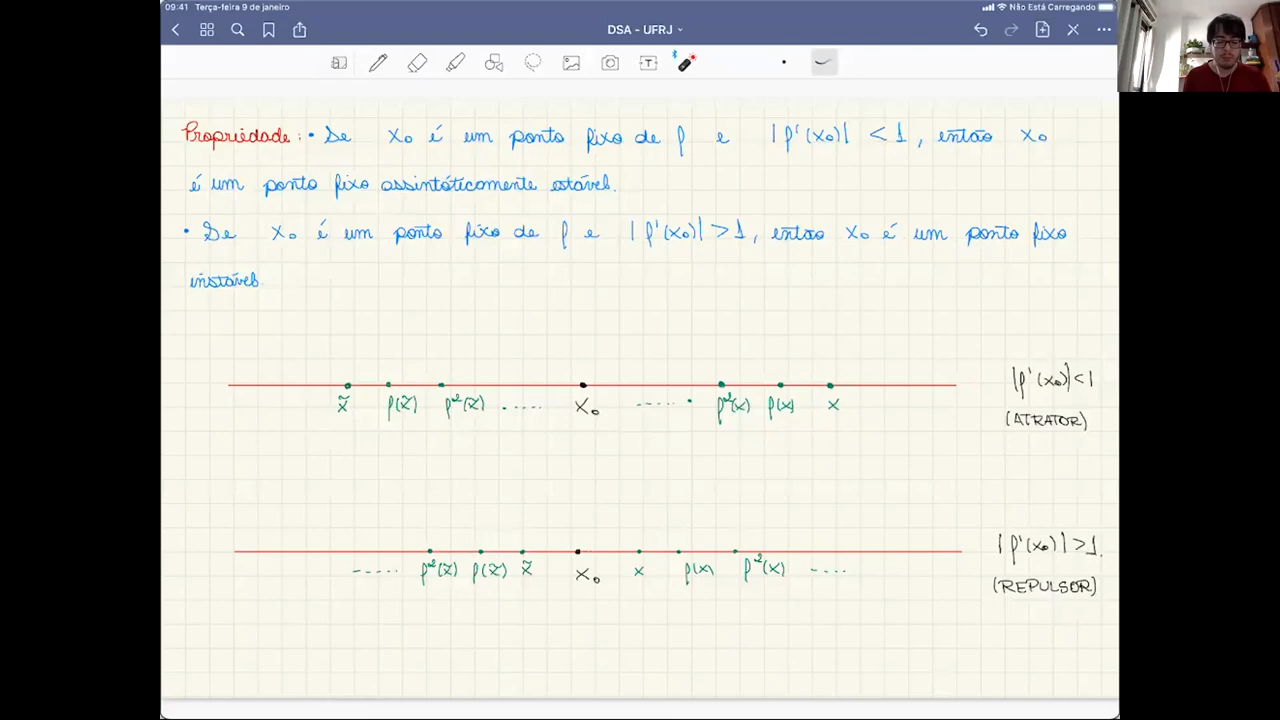 09:41 Terça-feira 9 de janeiro
Não Está Carregando
DSA - UFRJ
Propriedade: • Se x₀ é um ponto fixo de f e |f'(x₀)| < 1, então x₀
é um ponto fixo assintóticamente estável.
• Se x₀ é um ponto fixo de f e |f'(x₀)| > 1, então x₀ é um ponto fixo
instável.
|f'(x₀)| < 1
x̃ f(x̃) f²(x̃) ..... x₀ ..... f²(x) f(x) x
(ATRATOR)
|f'(x₀)| > 1.
..... f²(x̃) f(x̃) x̃ x₀ x f(x) f²(x) .....
(REPULSOR)